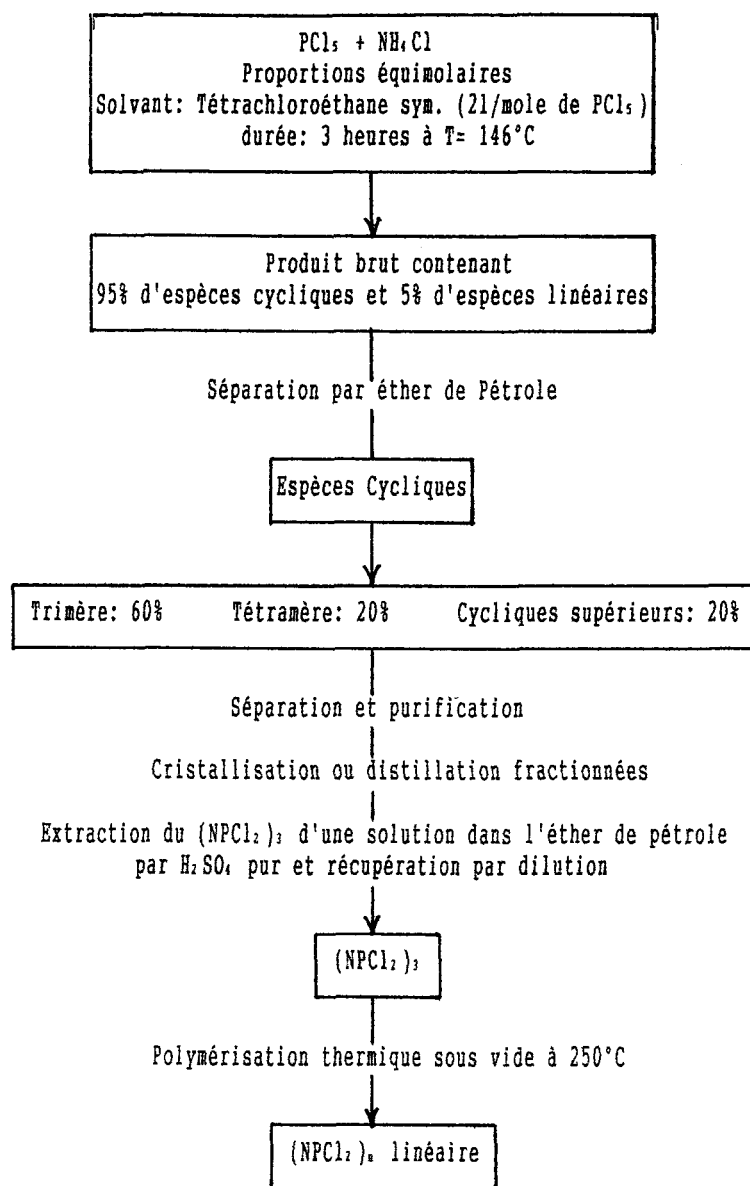 PCl₅ + NH₄Cl
Proportions équimolaires
Solvant: Tétrachloroéthane sym. (2l/mole de PCl₅)
durée: 3 heures à T= 146°C
Produit brut contenant
95% d'espèces cycliques et 5% d'espèces linéaires
Séparation par éther de Pétrole
Espèces Cycliques
Trimère: 60% Tétramère: 20% Cycliques supérieurs: 20%
Séparation et purification
Cristallisation ou distillation fractionnées
Extraction du (NPCl₂)₃ d'une solution dans l'éther de pétrole
par H₂SO₄ pur et récupération par dilution
(NPCl₂)₃
Polymérisation thermique sous vide à 250°C
(NPCl₂)ₙ linéaire